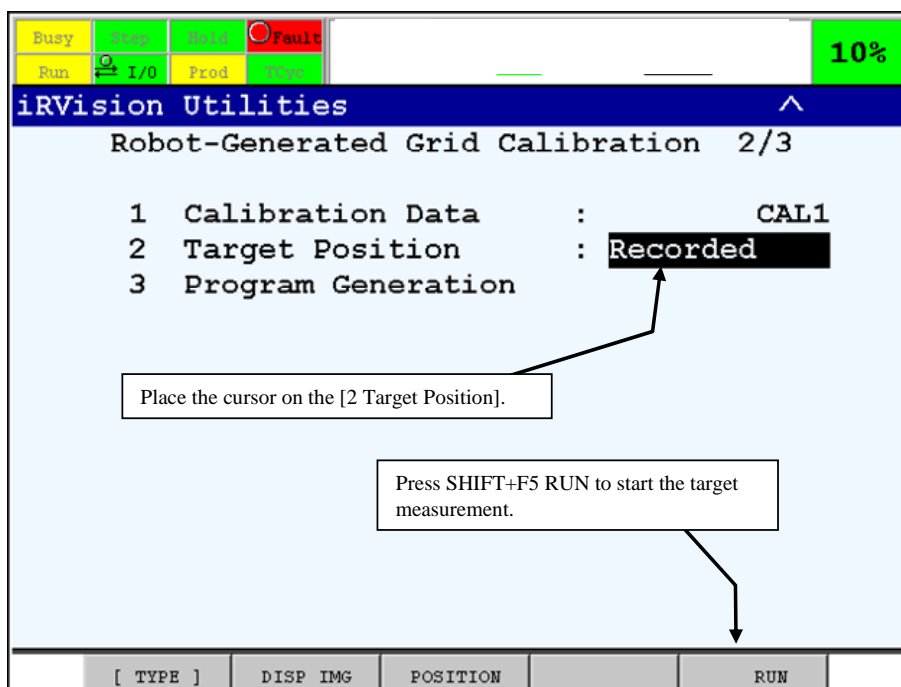 Busy Step Hold Fault
Run I/O Prod TCyc
10%
iRVision Utilities
Robot-Generated Grid Calibration 2/3
1 Calibration Data : CAL1
2 Target Position : Recorded
3 Program Generation
Place the cursor on the [2 Target Position].
Press SHIFT+F5 RUN to start the target
measurement.
[ TYPE ] DISP IMG POSITION RUN